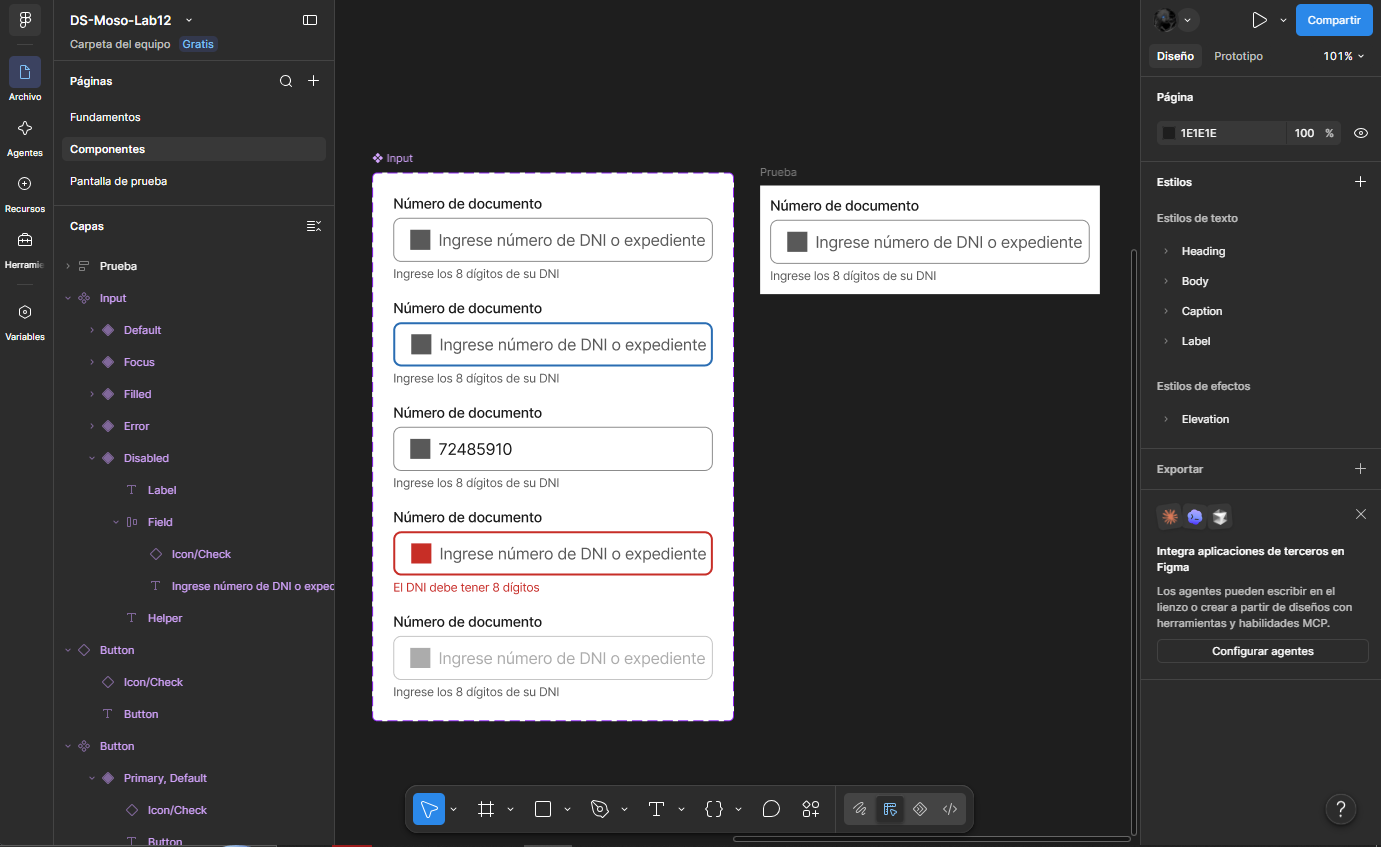 DS-Moso-Lab12
Carpeta del equipo Gratis
Archivo
Agentes
Recursos
Herramie
Variables
Páginas
Fundamentos
Componentes
Pantalla de prueba
Capas
Prueba
Input
Default
Focus
Filled
Error
Disabled
Label
Field
Icon/Check
Ingrese número de DNI o exped
Helper
Button
Icon/Check
Button
Button
Primary, Default
Icon/Check
Button
Input
Número de documento
Ingrese número de DNI o expediente
Ingrese los 8 dígitos de su DNI
Número de documento
Ingrese número de DNI o expediente
Ingrese los 8 dígitos de su DNI
Número de documento
72485910
Ingrese los 8 dígitos de su DNI
Número de documento
Ingrese número de DNI o expediente
El DNI debe tener 8 dígitos
Número de documento
Ingrese número de DNI o expediente
Ingrese los 8 dígitos de su DNI
Prueba
Número de documento
Ingrese número de DNI o expediente
Ingrese los 8 dígitos de su DNI
Compartir
Diseño Prototipo 101%
Página
1E1E1E 100 %
Estilos
Estilos de texto
Heading
Body
Caption
Label
Estilos de efectos
Elevation
Exportar
Integra aplicaciones de terceros en
Figma
Los agentes pueden escribir en el
lienzo o crear a partir de diseños con
herramientas y habilidades MCP.
Configurar agentes
?